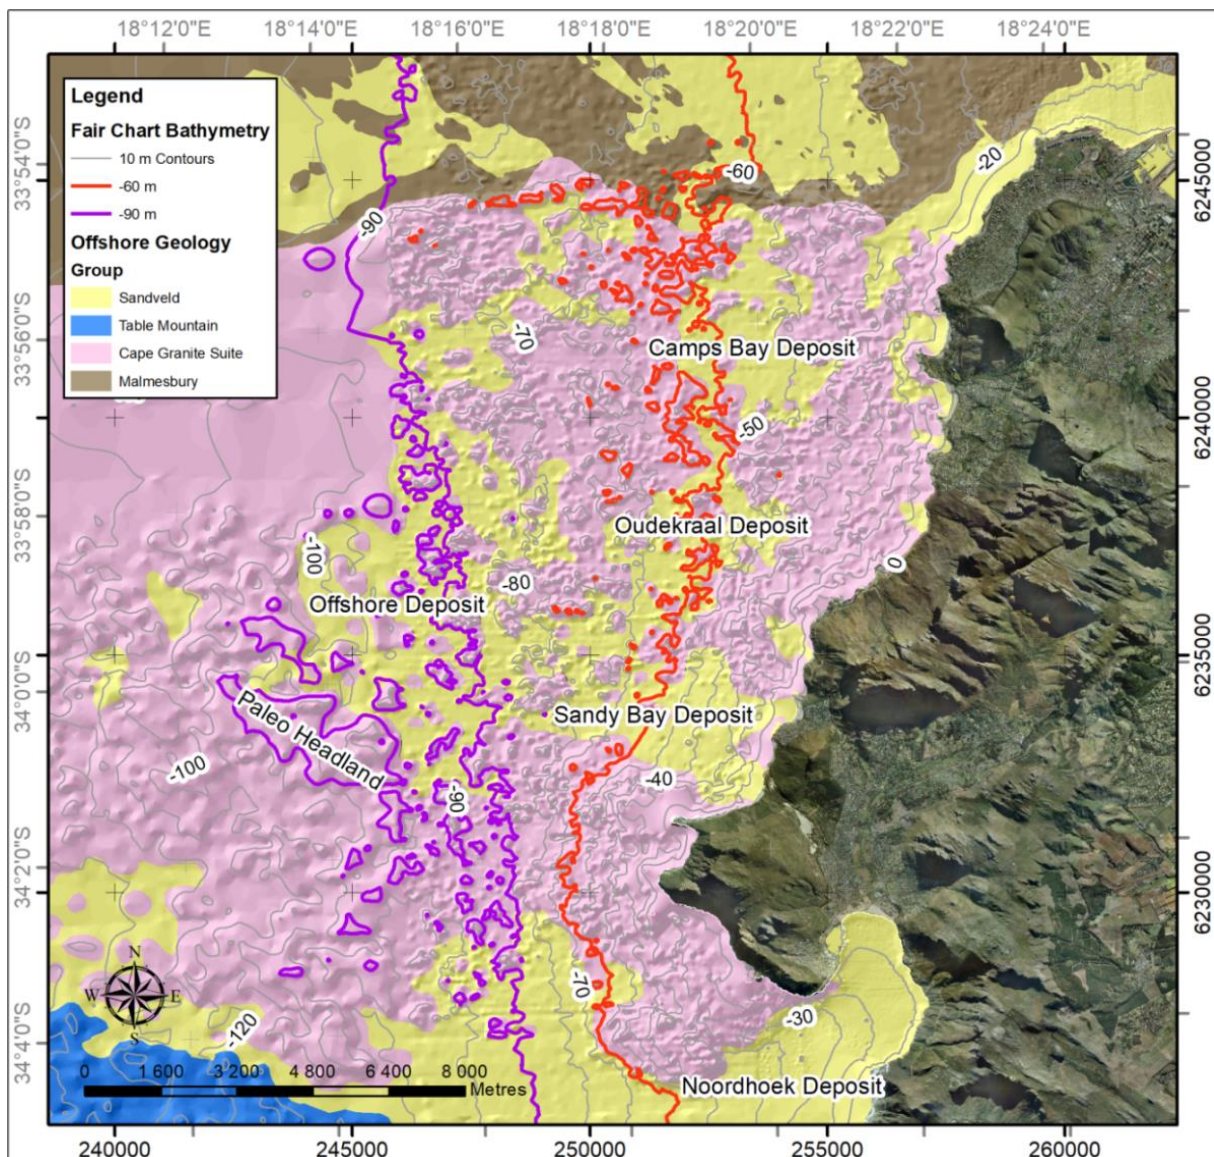 18°12'0"E 18°14'0"E 18°16'0"E 18°18'0"E 18°20'0"E 18°22'0"E 18°24'0"E
Legend
Fair Chart Bathymetry
10 m Contours
-60 m
-90 m
Offshore Geology
Group
Sandveld
Table Mountain
Cape Granite Suite
Malmesbury
33°54'0"S
33°56'0"S
33°58'0"S
34°0'0"S
34°2'0"S
34°4'0"S
6245000
6240000
6235000
6230000
-20
-60
-90
-70
Camps Bay Deposit
-50
Oudekraal Deposit
-100
0
-80
Offshore Deposit
Sandy Bay Deposit
Paleo Headland
-100
-40
-90
-70
-30
-120
Noordhoek Deposit
N
W E
S
0 1 600 3 200 4 800 6 400 8 000
Metres
240000 245000 250000 255000 260000